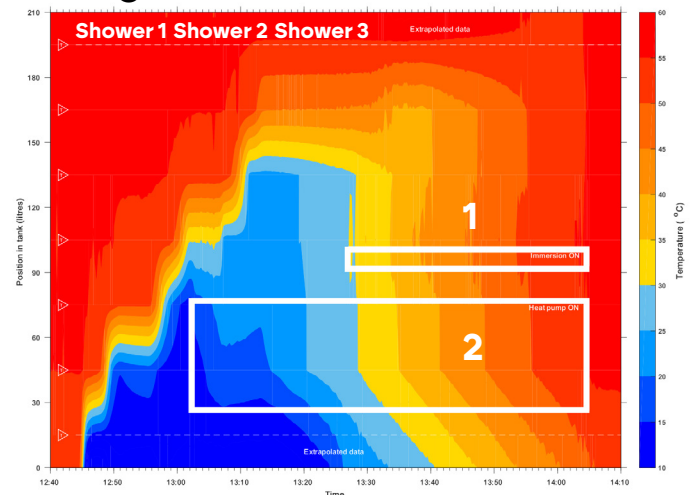 Shower 1 Shower 2 Shower 3
Extrapolated data
210
180
150
120
90
60
30
0
Position in tank (litres)
1
Immersion ON
Heat pump ON
2
Extrapolated data
12:40 12:50 13:00 13:10 13:20 13:30 13:40 13:50 14:00 14:10
Time
60
55
50
45
40
35
30
25
20
15
10
Temperature ( °C)